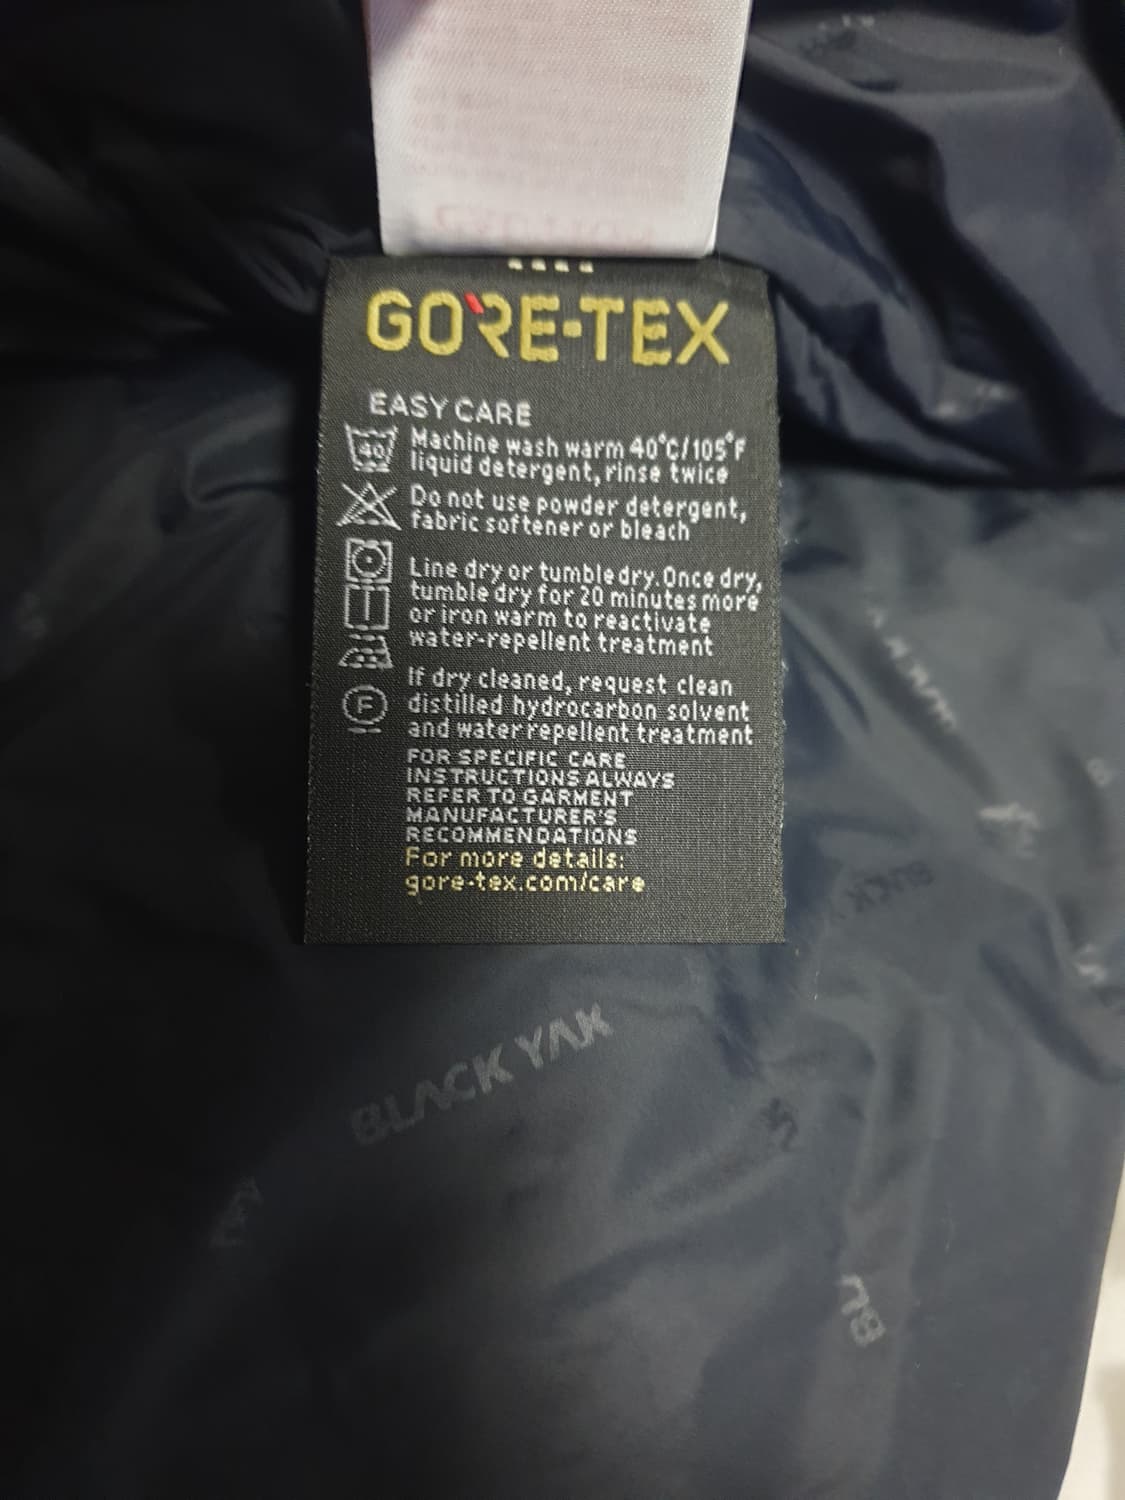 GORE-TEX
EASY CARE
40
Machine wash warm 40°C/105°F
liquid detergent, rinse twice
Do not use powder detergent,
fabric softener or bleach
Line dry or tumble dry. Once dry,
tumble dry for 20 minutes more
or iron warm to reactivate
water-repellent treatment
If dry cleaned, request clean
F
distilled hydrocarbon solvent
and water repellent treatment
FOR SPECIFIC CARE
INSTRUCTIONS ALWAYS
REFER TO GARMENT
MANUFACTURER'S
RECOMMENDATIONS
For more details:
gore-tex.com/care
BLACK YAK